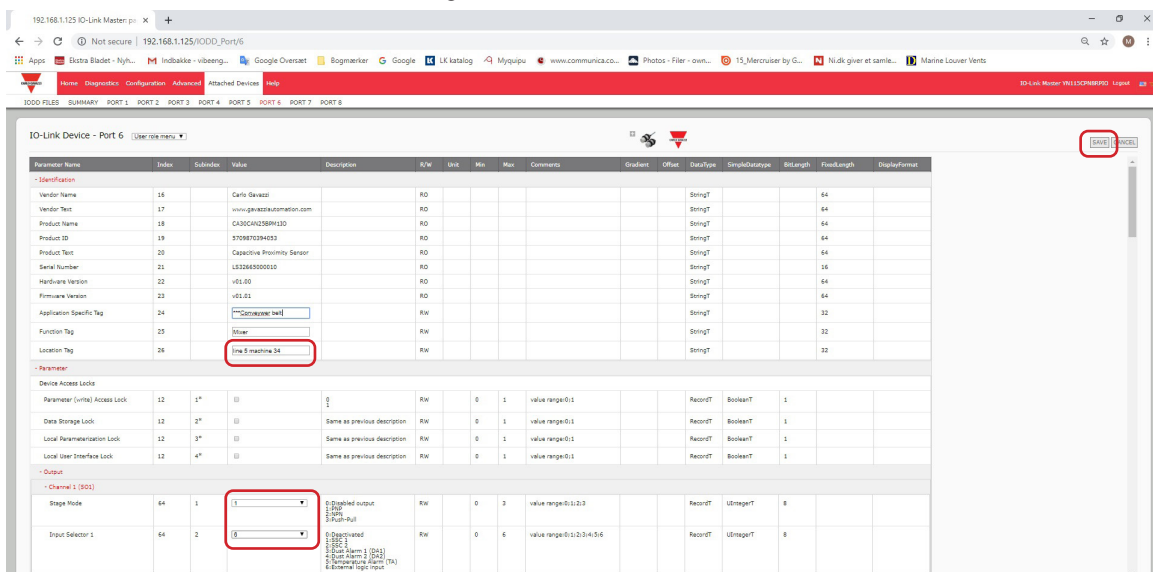 192.168.1.125 IO-Link Master: pa × +
Not secure | 192.168.1.125/IODD_Port/6
Apps Ekstra Bladet - Nyh... Indbakke - vibeeng... Google Oversæt Bogmærker Google LK katalog Myquipu www.communica.co... Photos - Filer - own... 15_Mercruiser by G... Ni.dk giver et samle... Marine Louver Vents
Home Diagnostics Configuration Advanced Attached Devices Help IO-Link Master YN115CPN8RPIO Logout
IODD FILES SUMMARY PORT 1 PORT 2 PORT 3 PORT 4 PORT 5 PORT 6 PORT 7 PORT 8
IO-Link Device - Port 6 User role menu SAVE CANCEL
Parameter Name Index Subindex Value Description R/W Unit Min Max Comments Gradient Offset DataType SimpleDatatype BitLength FixedLength DisplayFormat
- Identification
Vendor Name 16 Carlo Gavazzi RO StringT 64
Vendor Text 17 www.gavazziautomation.com RO StringT 64
Product Name 18 CA30CAN25BPM1IO RO StringT 64
Product ID 19 5709870394053 RO StringT 64
Product Text 20 Capacitive Proximity Sensor RO StringT 64
Serial Number 21 LS32665000010 RO StringT 16
Hardware Version 22 v01.00 RO StringT 64
Firmware Version 23 v01.01 RO StringT 64
Application Specific Tag 24 ***Conveywer belt RW StringT 32
Function Tag 25 Mixer RW StringT 32
Location Tag 26 line 5 machine 34 RW StringT 32
- Parameter
Device Access Locks
Parameter (write) Access Lock 12 1* 0 RW 0 1 value range:0;1 RecordT BooleanT 1
1
Data Storage Lock 12 2* Same as previous description RW 0 1 value range:0;1 RecordT BooleanT 1
Local Parameterization Lock 12 3* Same as previous description RW 0 1 value range:0;1 RecordT BooleanT 1
Local User Interface Lock 12 4* Same as previous description RW 0 1 value range:0;1 RecordT BooleanT 1
- Output
- Channel 1 (SO1)
Stage Mode 64 1 1 0:Disabled output RW 0 3 value range:0;1;2;3 RecordT UIntegerT 8
1:PNP
2:NPN
3:Push-Pull
Input Selector 1 64 2 6 0:Deactivated RW 0 6 value range:0;1;2;3;4;5;6 RecordT UIntegerT 8
1:SSC 1
2:SSC 2
3:Dust Alarm 1 (DA1)
4:Dust Alarm 2 (DA2)
5:Temperature Alarm (TA)
6:External logic input